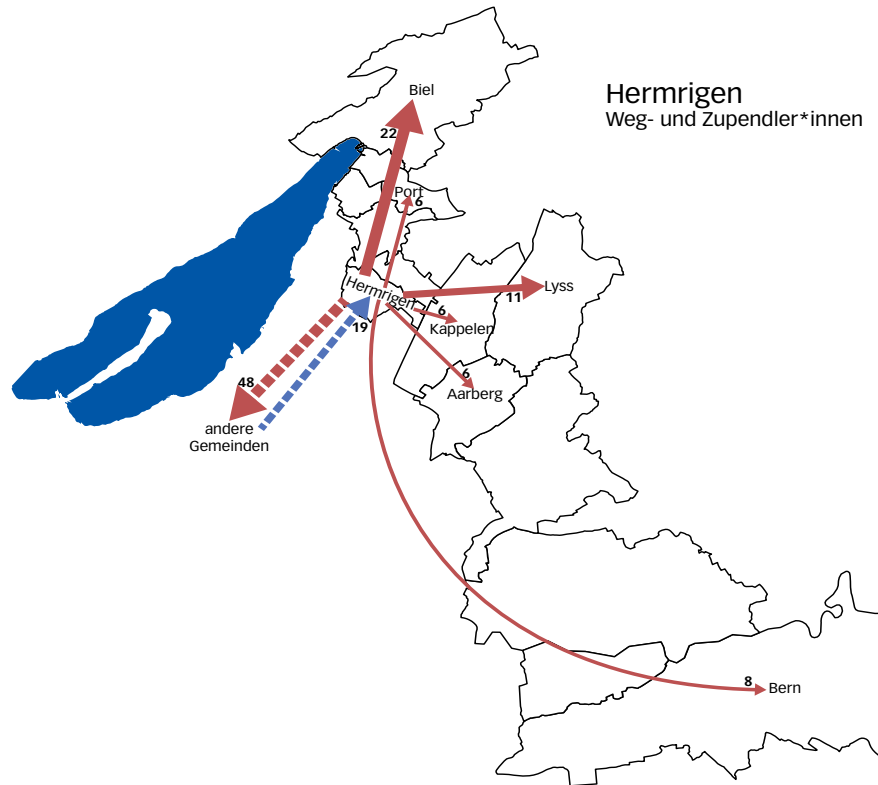 Hermrigen
Weg- und Zupendler*innen
Biel
22
Port
6
Hermrigen
11
Lyss
6
Kappelen
19
6
Aarberg
48
andere
Gemeinden
8
Bern